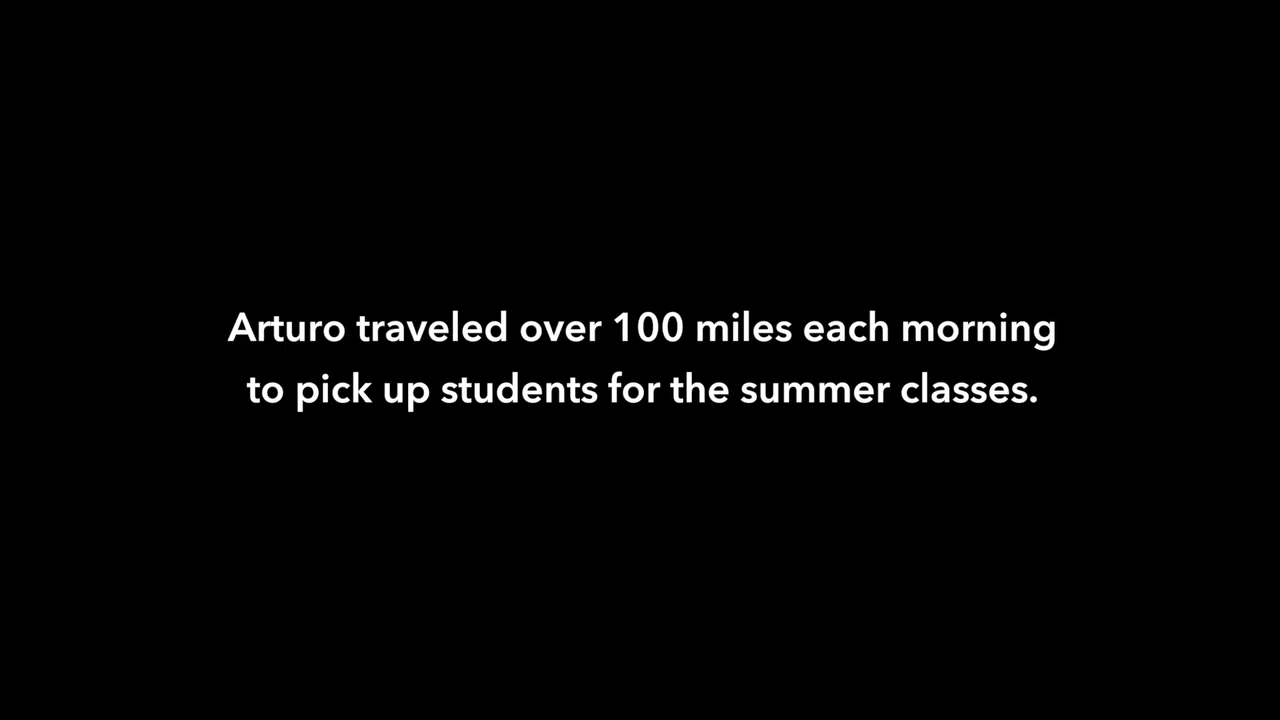 Arturo traveled over 100 miles each morning
to pick up students for the summer classes.